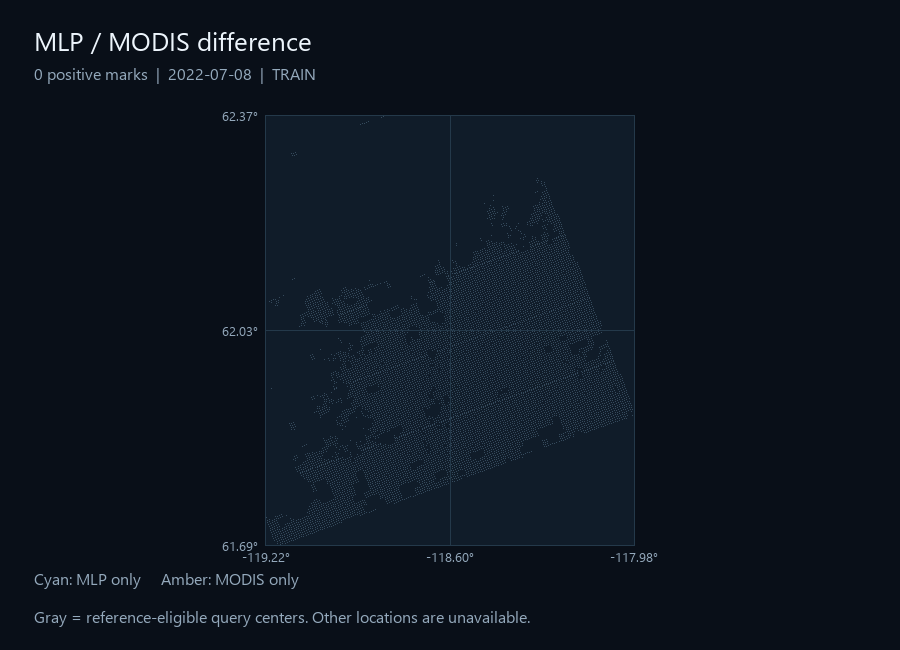 MLP / MODIS difference
0 positive marks | 2022-07-08 | TRAIN
62.37°
62.03°
61.69°
-119.22° -118.60° -117.98°
Cyan: MLP only Amber: MODIS only
Gray = reference-eligible query centers. Other locations are unavailable.